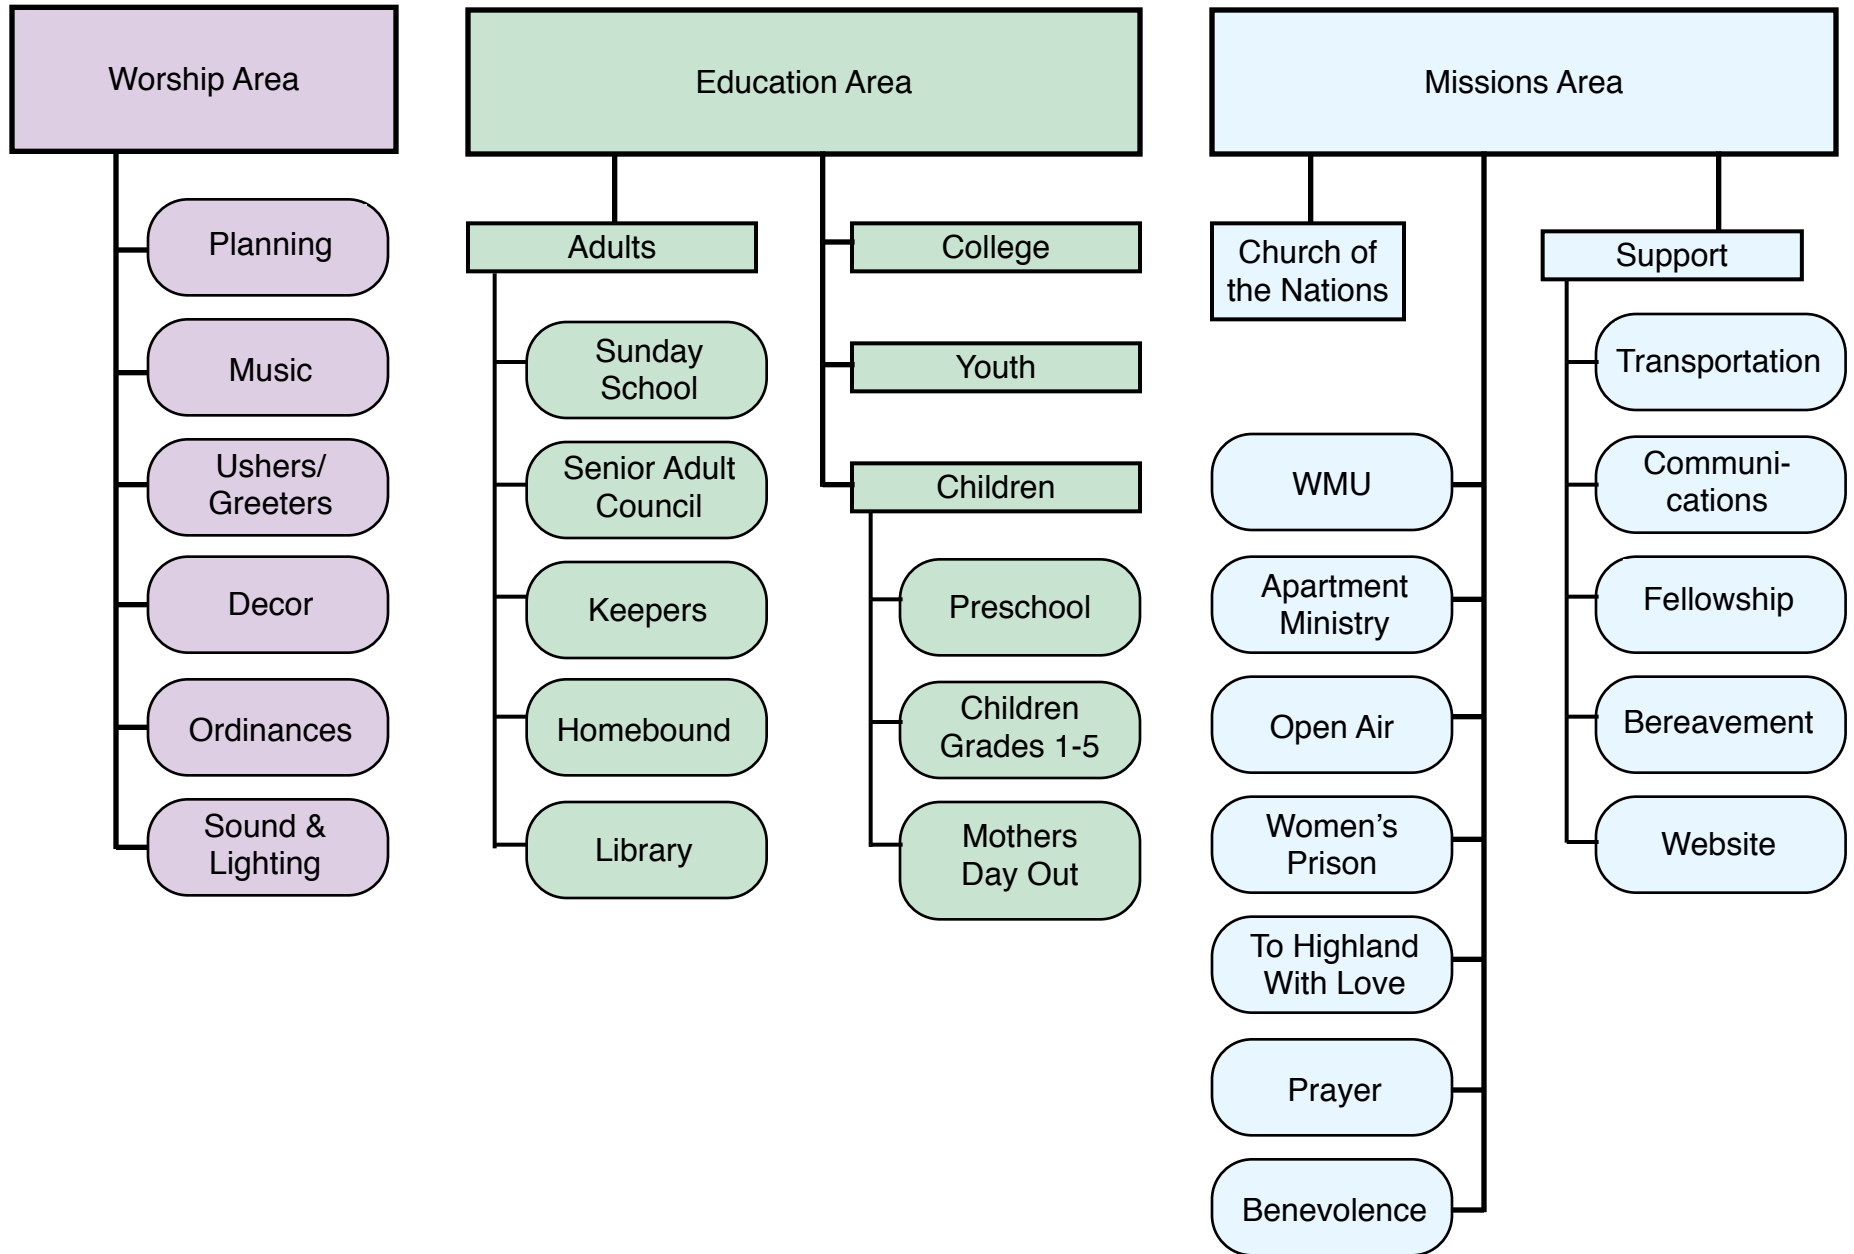 Worship Area
Planning
Music
Ushers/
Greeters
Decor
Ordinances
Sound &
Lighting
Education Area
Adults
Sunday
School
Senior Adult
Council
Keepers
Homebound
Library
College
Youth
Children
Preschool
Children
Grades 1-5
Mothers
Day Out
Missions Area
Church of
the Nations
WMU
Apartment
Ministry
Open Air
Women’s
Prison
To Highland
With Love
Prayer
Benevolence
Support
Transportation
Communi-
cations
Fellowship
Bereavement
Website